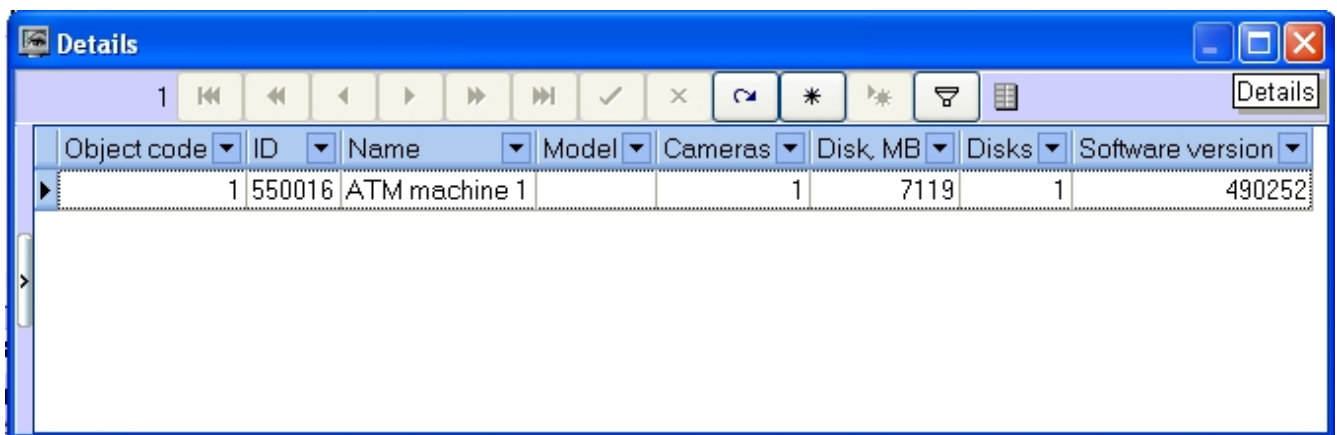 Details
1 Details
Object code ID Name Model Cameras Disk, MB Disks Software version
1 550016 ATM machine 1 1 7119 1 490252